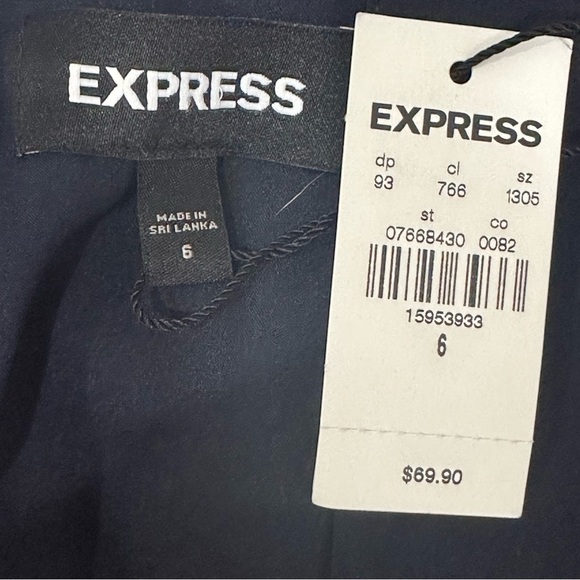 EXPRESS
MADE IN
SRI LANKA
6
EXPRESS
dp cl sz
93 766 1305
st co
07668430 0082
15953933
6
$69.90